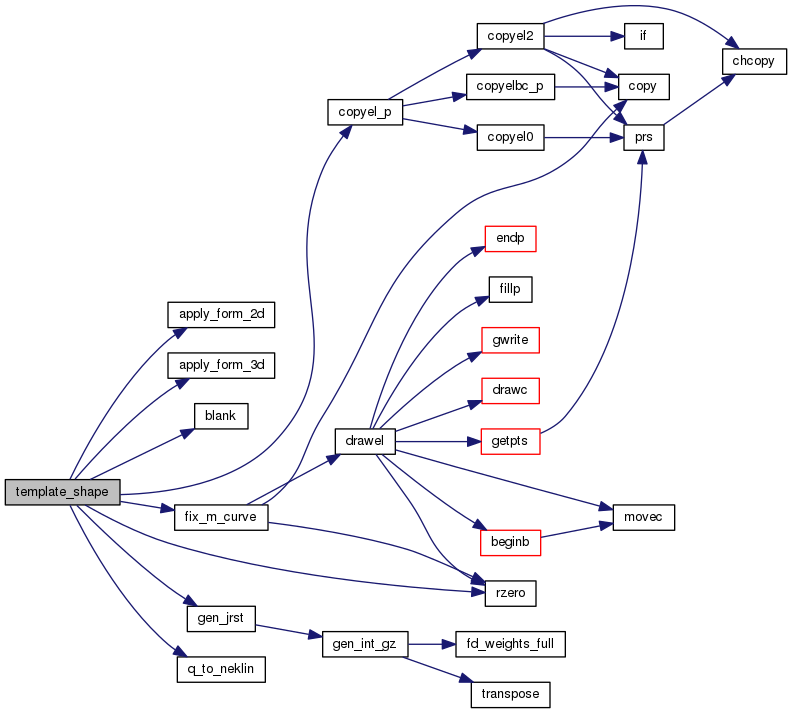 copyel2
if
chcopy
copyelbc_p
copy
copyel_p
copyel0
prs
endp
fillp
apply_form_2d
gwrite
apply_form_3d
drawc
blank
drawel
getpts
template_shape
fix_m_curve
movec
beginb
rzero
gen_jrst
gen_int_gz
fd_weights_full
q_to_neklin
transpose